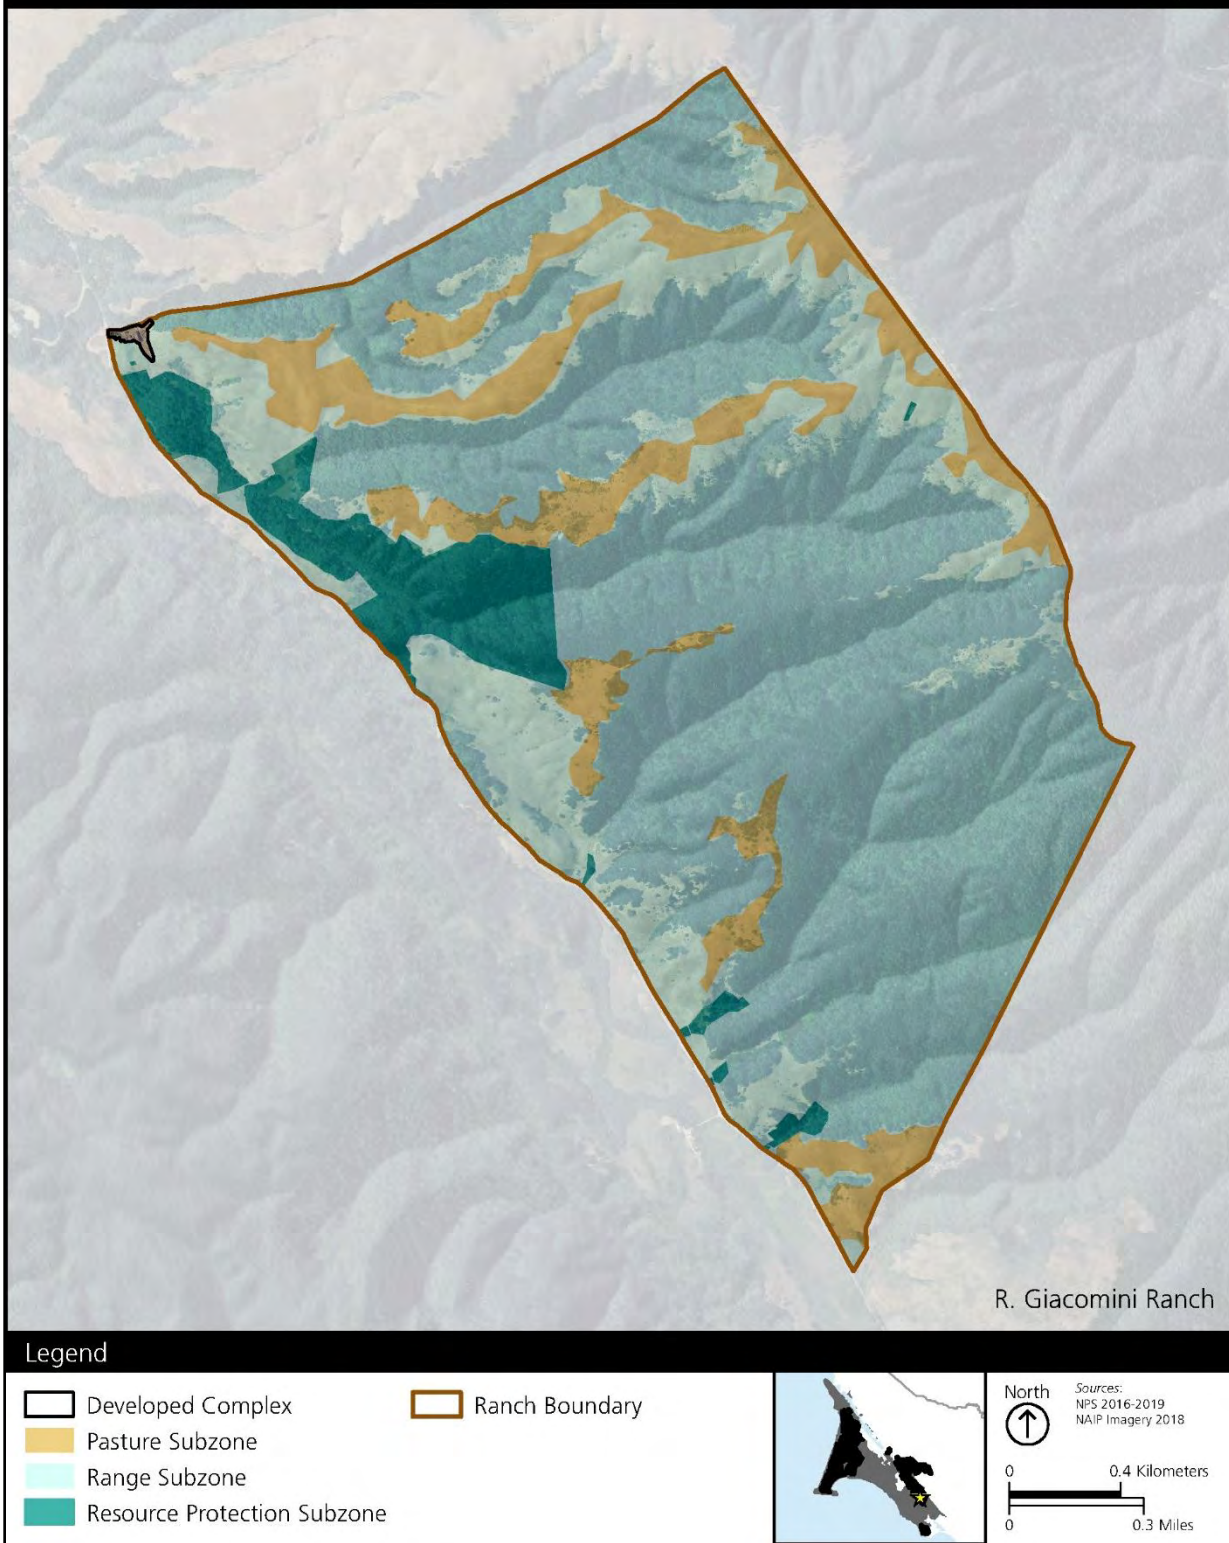 R. Giacomini Ranch
Legend
Developed Complex
Pasture Subzone
Range Subzone
Resource Protection Subzone
Ranch Boundary
North
Sources:
NPS 2016-2019
NAIP Imagery 2018
0 0.4 Kilometers
0 0.3 Miles